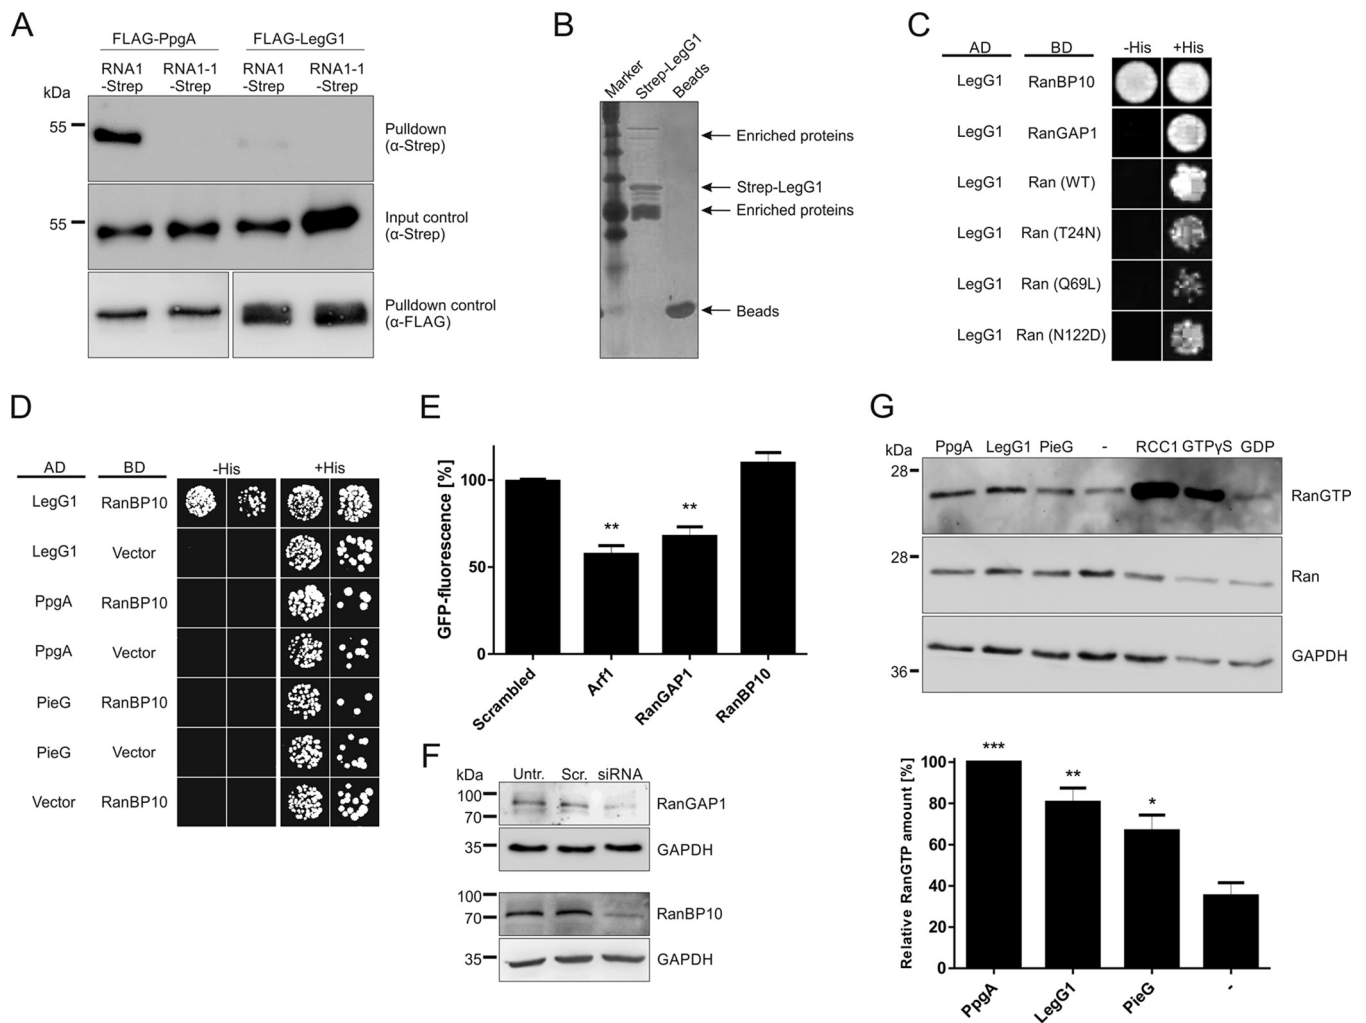 A
FLAG-PpgA FLAG-LegG1
RNA1 -Strep RNA1-1 -Strep RNA1 -Strep RNA1-1 -Strep
kDa
55
Pulldown
(α-Strep)
55
Input control
(α-Strep)
Pulldown control
(α-FLAG)
B
Marker
Strep-LegG1
Beads
Enriched proteins
Strep-LegG1
Enriched proteins
Beads
C
AD BD -His +His
LegG1 RanBP10
LegG1 RanGAP1
LegG1 Ran (WT)
LegG1 Ran (T24N)
LegG1 Ran (Q69L)
LegG1 Ran (N122D)
D
AD BD -His +His
LegG1 RanBP10
LegG1 Vector
PpgA RanBP10
PpgA Vector
PieG RanBP10
PieG Vector
Vector RanBP10
E
GFP-fluorescence [%]
100
50
0
** **
Scrambled
Arf1
RanGAP1
RanBP10
F
kDa Untr. Scr. siRNA
100
70
RanGAP1
35
GAPDH
100
70
RanBP10
35
GAPDH
G
kDa PpgA LegG1 PieG - RCC1 GTPγS GDP
28
RanGTP
28
Ran
36
GAPDH
Relative RanGTP amount [%]
100
80
60
40
20
0
*** ** *
PpgA
LegG1
PieG
-